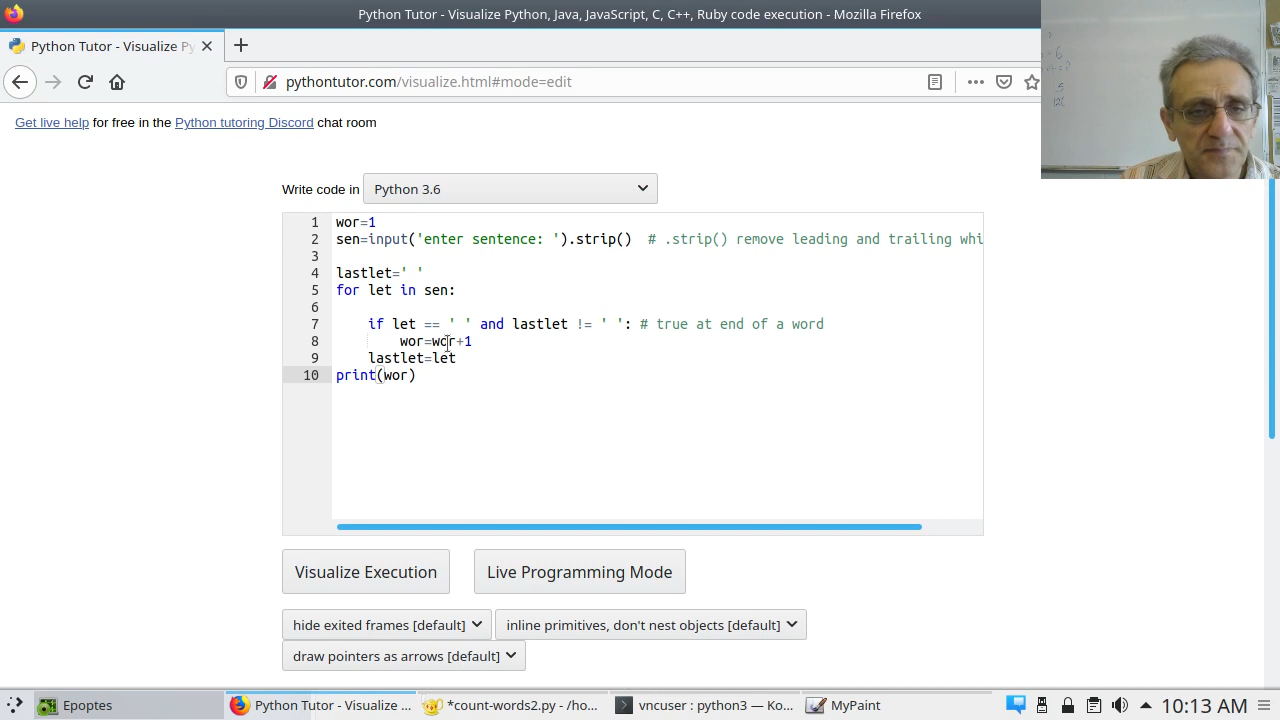 Python Tutor - Visualize Python, Java, JavaScript, C, C++, Ruby code execution - Mozilla Firefox
Python Tutor - Visualize Py
pythontutor.com/visualize.html#mode=edit
Get live help for free in the Python tutoring Discord chat room
Write code in Python 3.6
1 wor=1
2 sen=input('enter sentence: ').strip()  # .strip() remove leading and trailing whi
3
4 lastlet=' '
5 for let in sen:
6
7     if let == ' ' and lastlet != ' ': # true at end of a word
8         wor=wor+1
9     lastlet=let
10 print(wor)
Visualize Execution Live Programming Mode
hide exited frames [default] inline primitives, don't nest objects [default]
draw pointers as arrows [default]
Epoptes Python Tutor - Visualize ... *count-words2.py - /ho... vncuser : python3 — Ko... MyPaint 10:13 AM